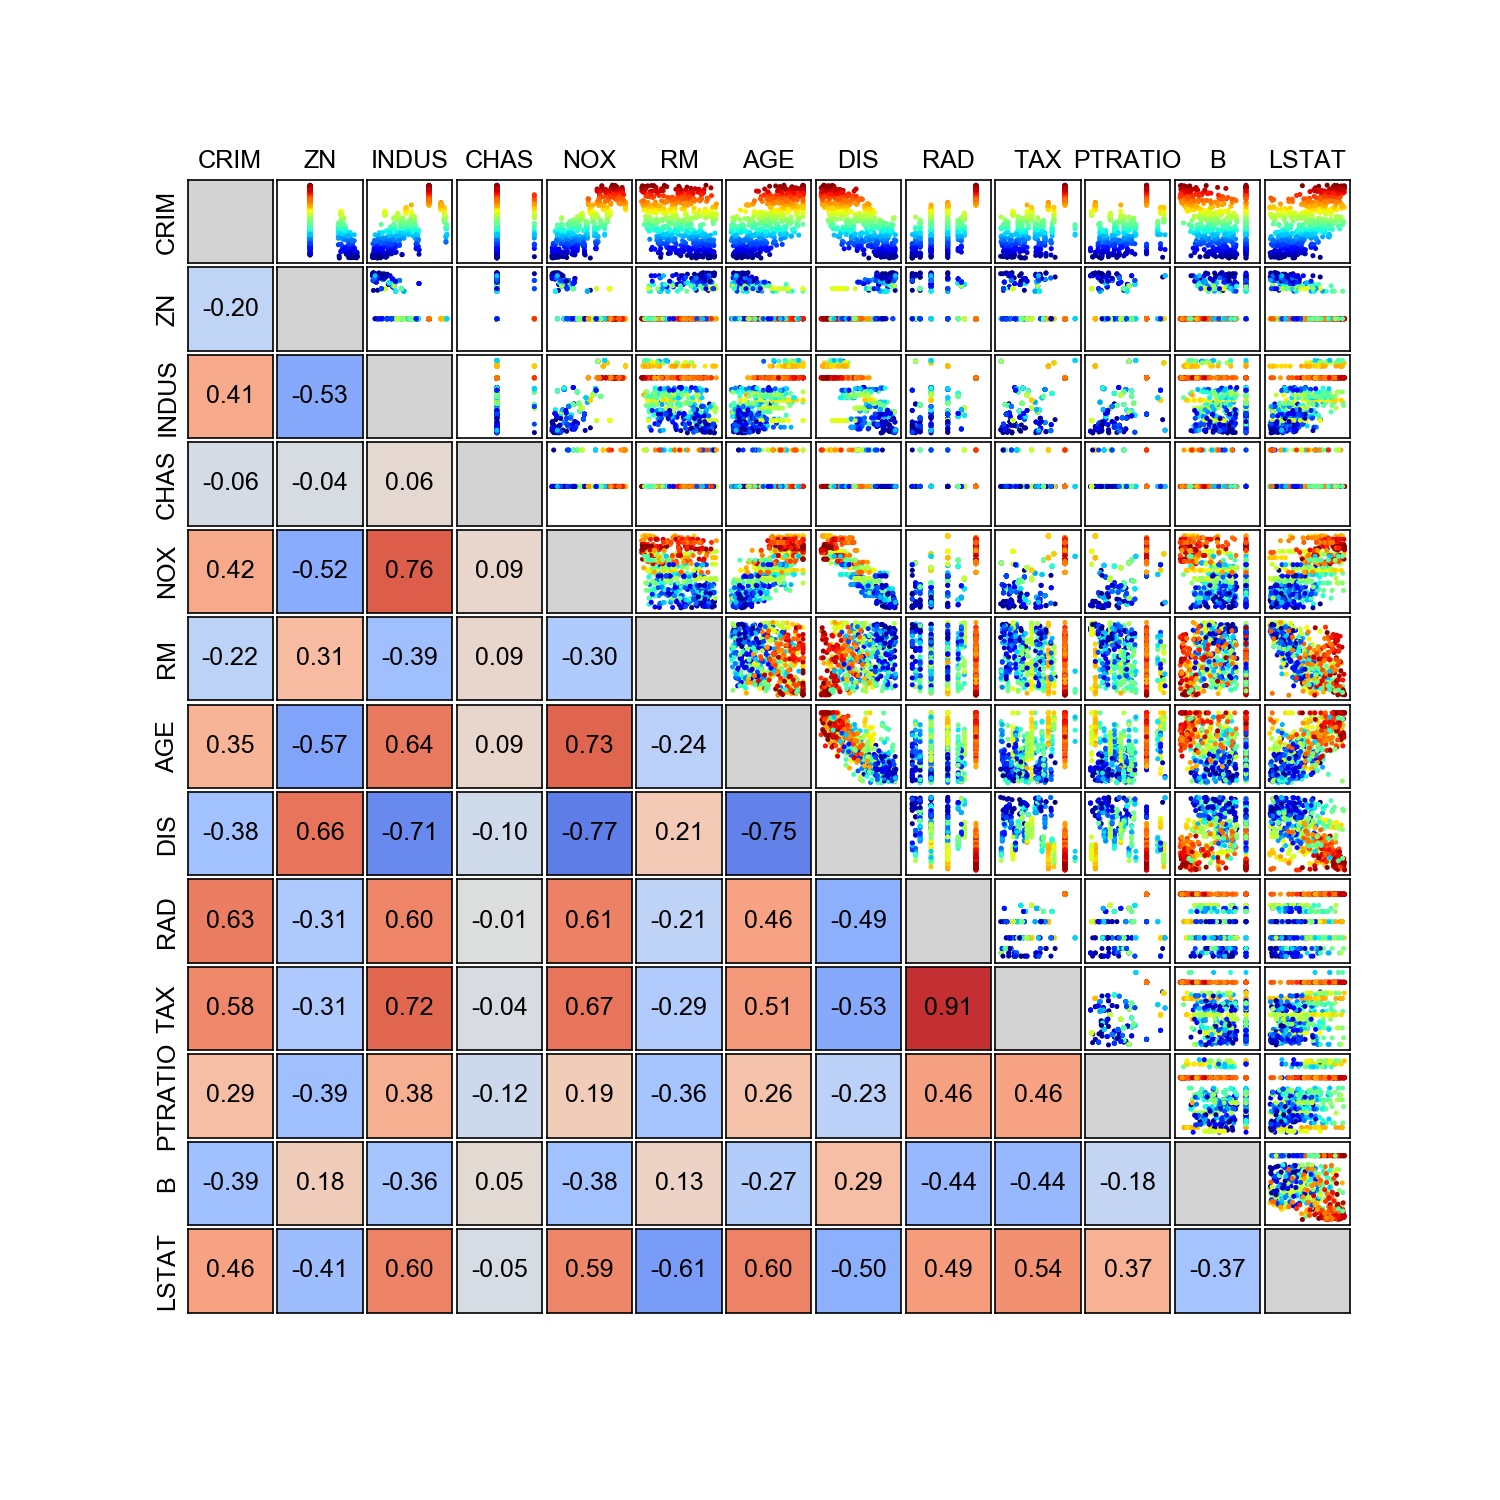 CRIM ZN INDUS CHAS NOX RM AGE DIS RAD TAX PTRATIO B LSTAT
CRIM
ZN -0.20
INDUS 0.41 -0.53
CHAS -0.06 -0.04 0.06
NOX 0.42 -0.52 0.76 0.09
RM -0.22 0.31 -0.39 0.09 -0.30
AGE 0.35 -0.57 0.64 0.09 0.73 -0.24
DIS -0.38 0.66 -0.71 -0.10 -0.77 0.21 -0.75
RAD 0.63 -0.31 0.60 -0.01 0.61 -0.21 0.46 -0.49
TAX 0.58 -0.31 0.72 -0.04 0.67 -0.29 0.51 -0.53 0.91
PTRATIO 0.29 -0.39 0.38 -0.12 0.19 -0.36 0.26 -0.23 0.46 0.46
B -0.39 0.18 -0.36 0.05 -0.38 0.13 -0.27 0.29 -0.44 -0.44 -0.18
LSTAT 0.46 -0.41 0.60 -0.05 0.59 -0.61 0.60 -0.50 0.49 0.54 0.37 -0.37